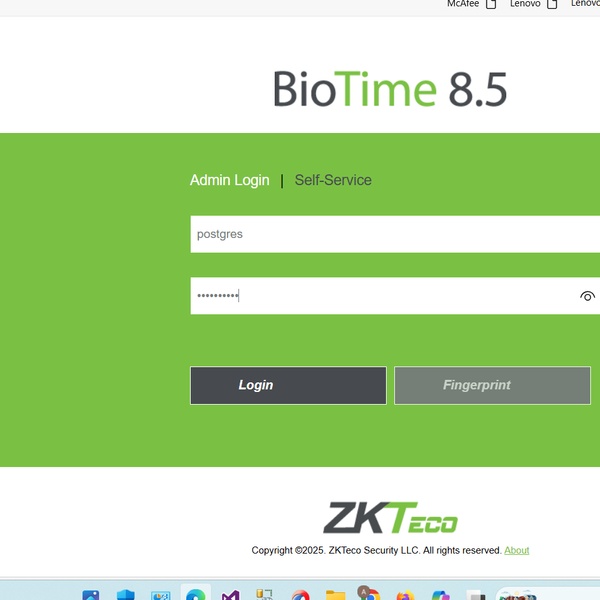 McAfee Lenovo Lenovo
BioTime 8.5
Admin Login | Self-Service
postgres
••••••••••
Login Fingerprint
ZKTECO
Copyright ©2025. ZKTeco Security LLC. All rights reserved. About